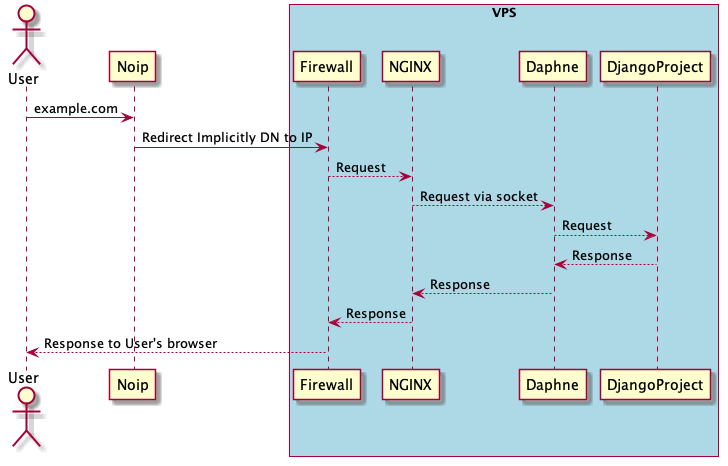 VPS
User
Noip
Firewall
NGINX
Daphne
DjangoProject
example.com
Redirect Implicitly DN to IP
Request
Request via socket
Request
Response
Response
Response
Response to User's browser
User
Noip
Firewall
NGINX
Daphne
DjangoProject